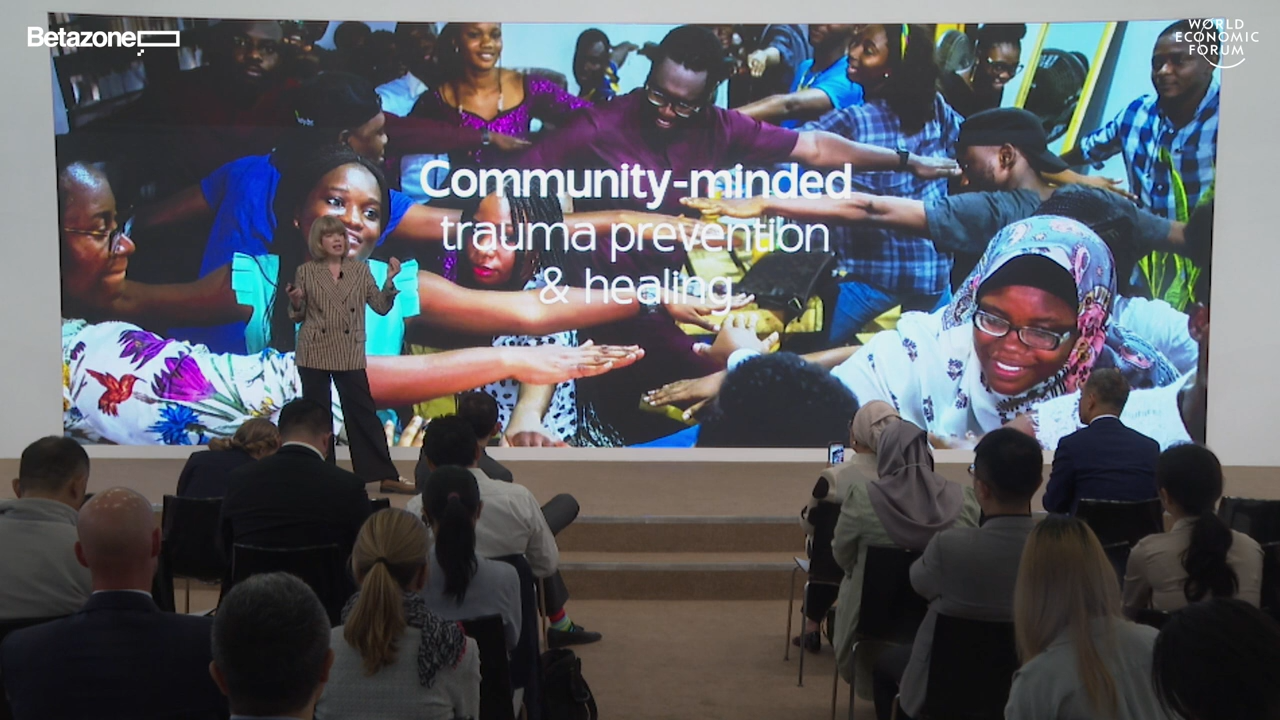 Betazone
WORLD
ECONOMIC
FORUM
Community-minded
trauma prevention
& healing